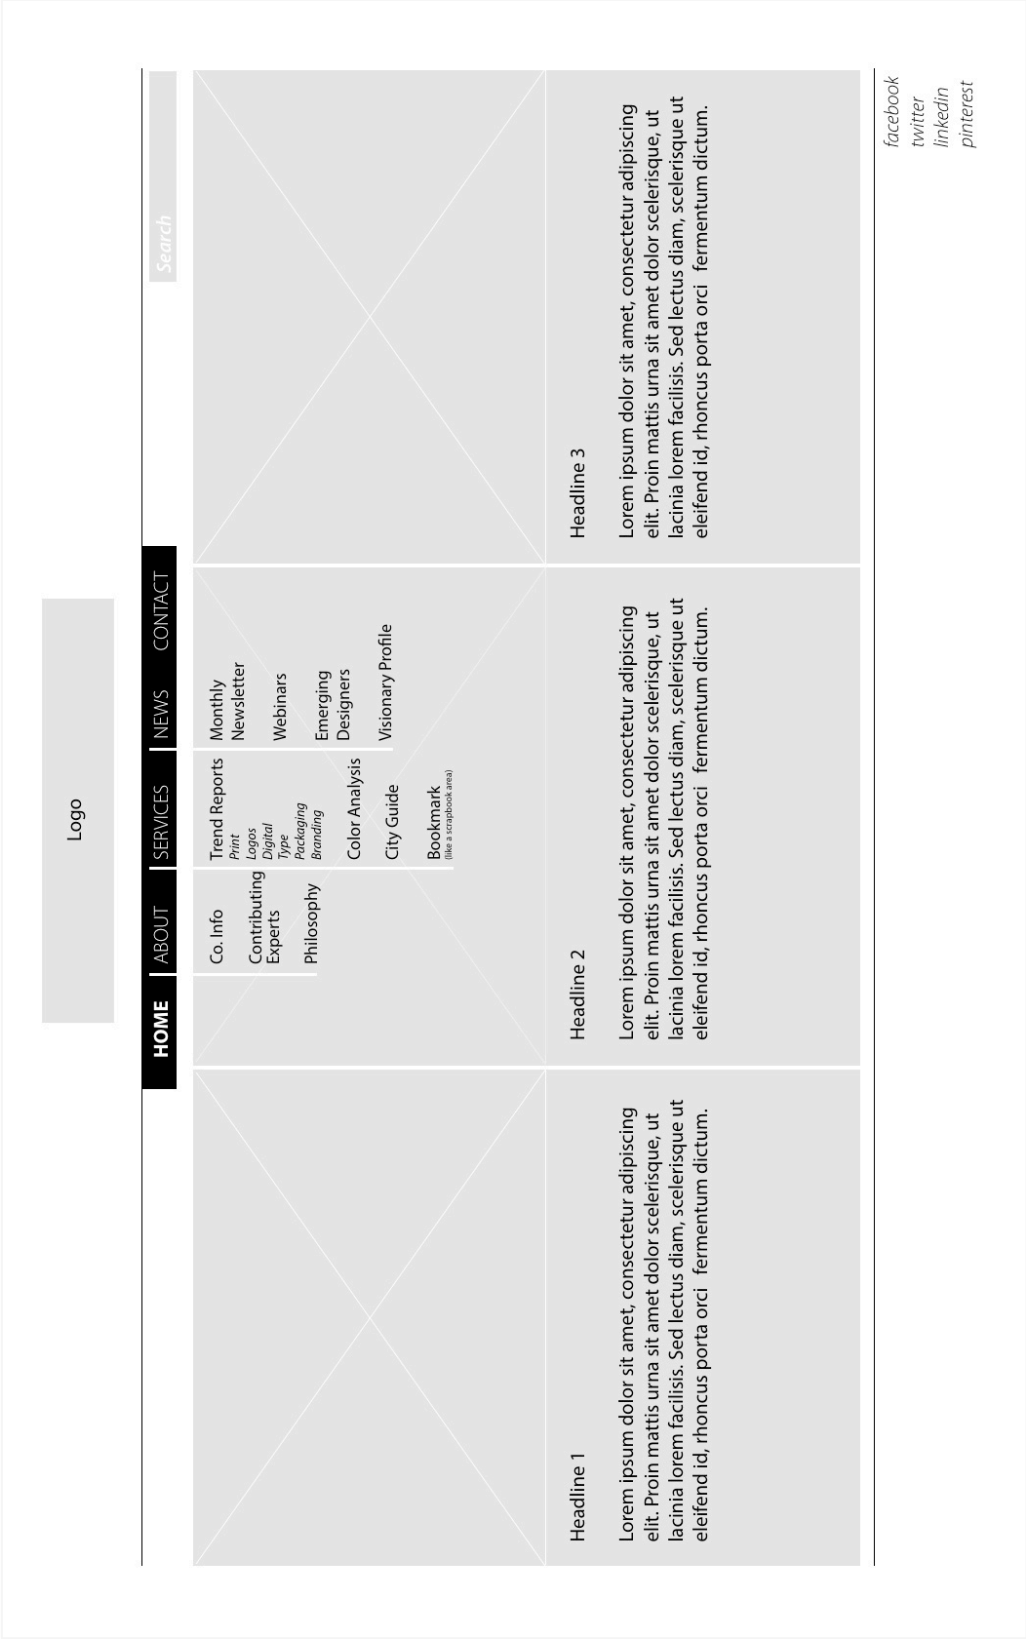 Logo
HOME
ABOUT
SERVICES
NEWS
CONTACT
Search
Co. Info
Contributing
Experts
Philosophy
Trend Reports
Print
Logos
Digital
Type
Packaging
Branding
Color Analysis
City Guide
Bookmark
(like a scrapbook area)
Monthly
Newsletter
Webinars
Emerging
Designers
Visionary Profile
Headline 1
Lorem ipsum dolor sit amet, consectetur adipiscing
elit. Proin mattis urna sit amet dolor scelerisque, ut
lacinia lorem facilisis. Sed lectus diam, scelerisque ut
eleifend id, rhoncus porta orci  fermentum dictum.
Headline 2
Lorem ipsum dolor sit amet, consectetur adipiscing
elit. Proin mattis urna sit amet dolor scelerisque, ut
lacinia lorem facilisis. Sed lectus diam, scelerisque ut
eleifend id, rhoncus porta orci  fermentum dictum.
Headline 3
Lorem ipsum dolor sit amet, consectetur adipiscing
elit. Proin mattis urna sit amet dolor scelerisque, ut
lacinia lorem facilisis. Sed lectus diam, scelerisque ut
eleifend id, rhoncus porta orci  fermentum dictum.
facebook
twitter
linkedin
pinterest